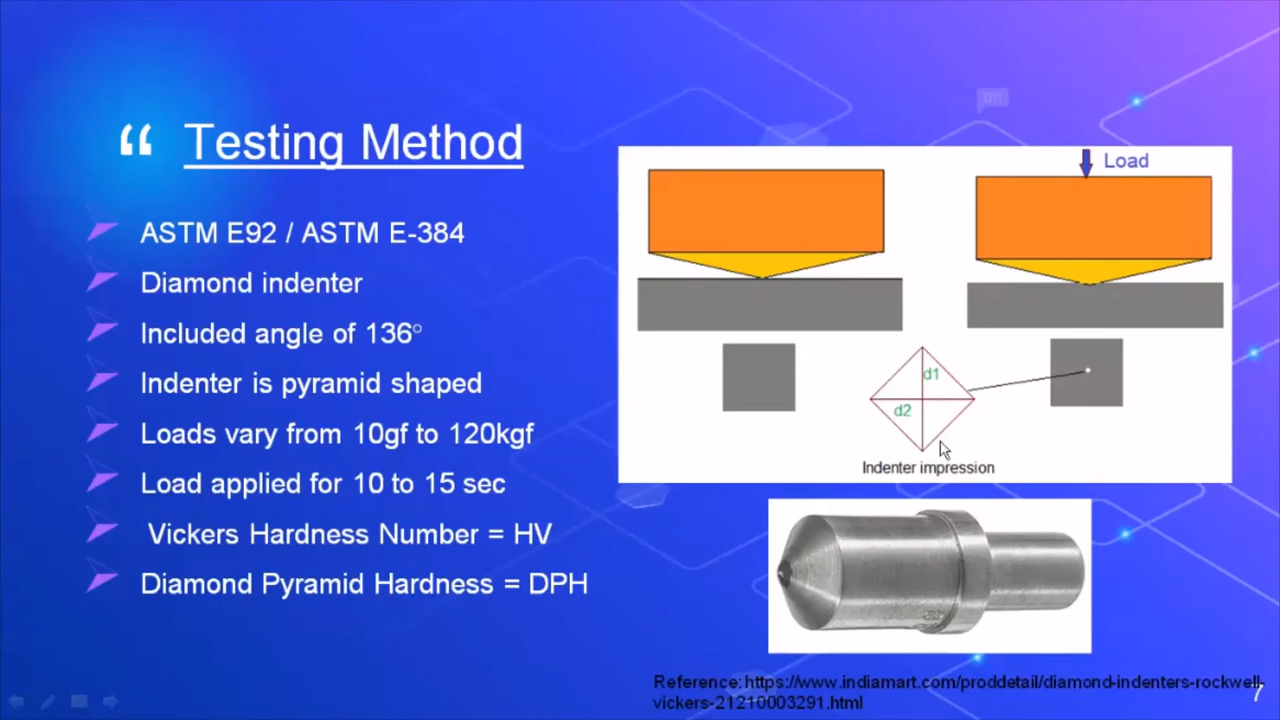 “ Testing Method
ASTM E92 / ASTM E-384
Diamond indenter
Included angle of 136°
Indenter is pyramid shaped
Loads vary from 10gf to 120kgf
Load applied for 10 to 15 sec
Vickers Hardness Number = HV
Diamond Pyramid Hardness = DPH
Load
d1
d2
Indenter impression
Reference:https://www.indiamart.com/proddetail/diamond-indenters-rockwell-
vickers-21210003291.html
7